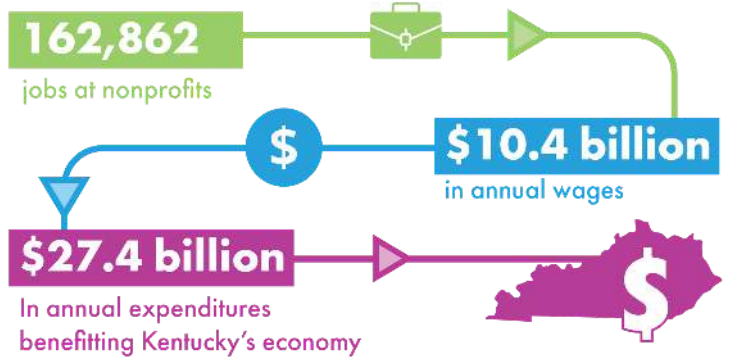 162,862
jobs at nonprofits
$
$10.4 billion
in annual wages
$27.4 billion
In annual expenditures
benefitting Kentucky's economy
$